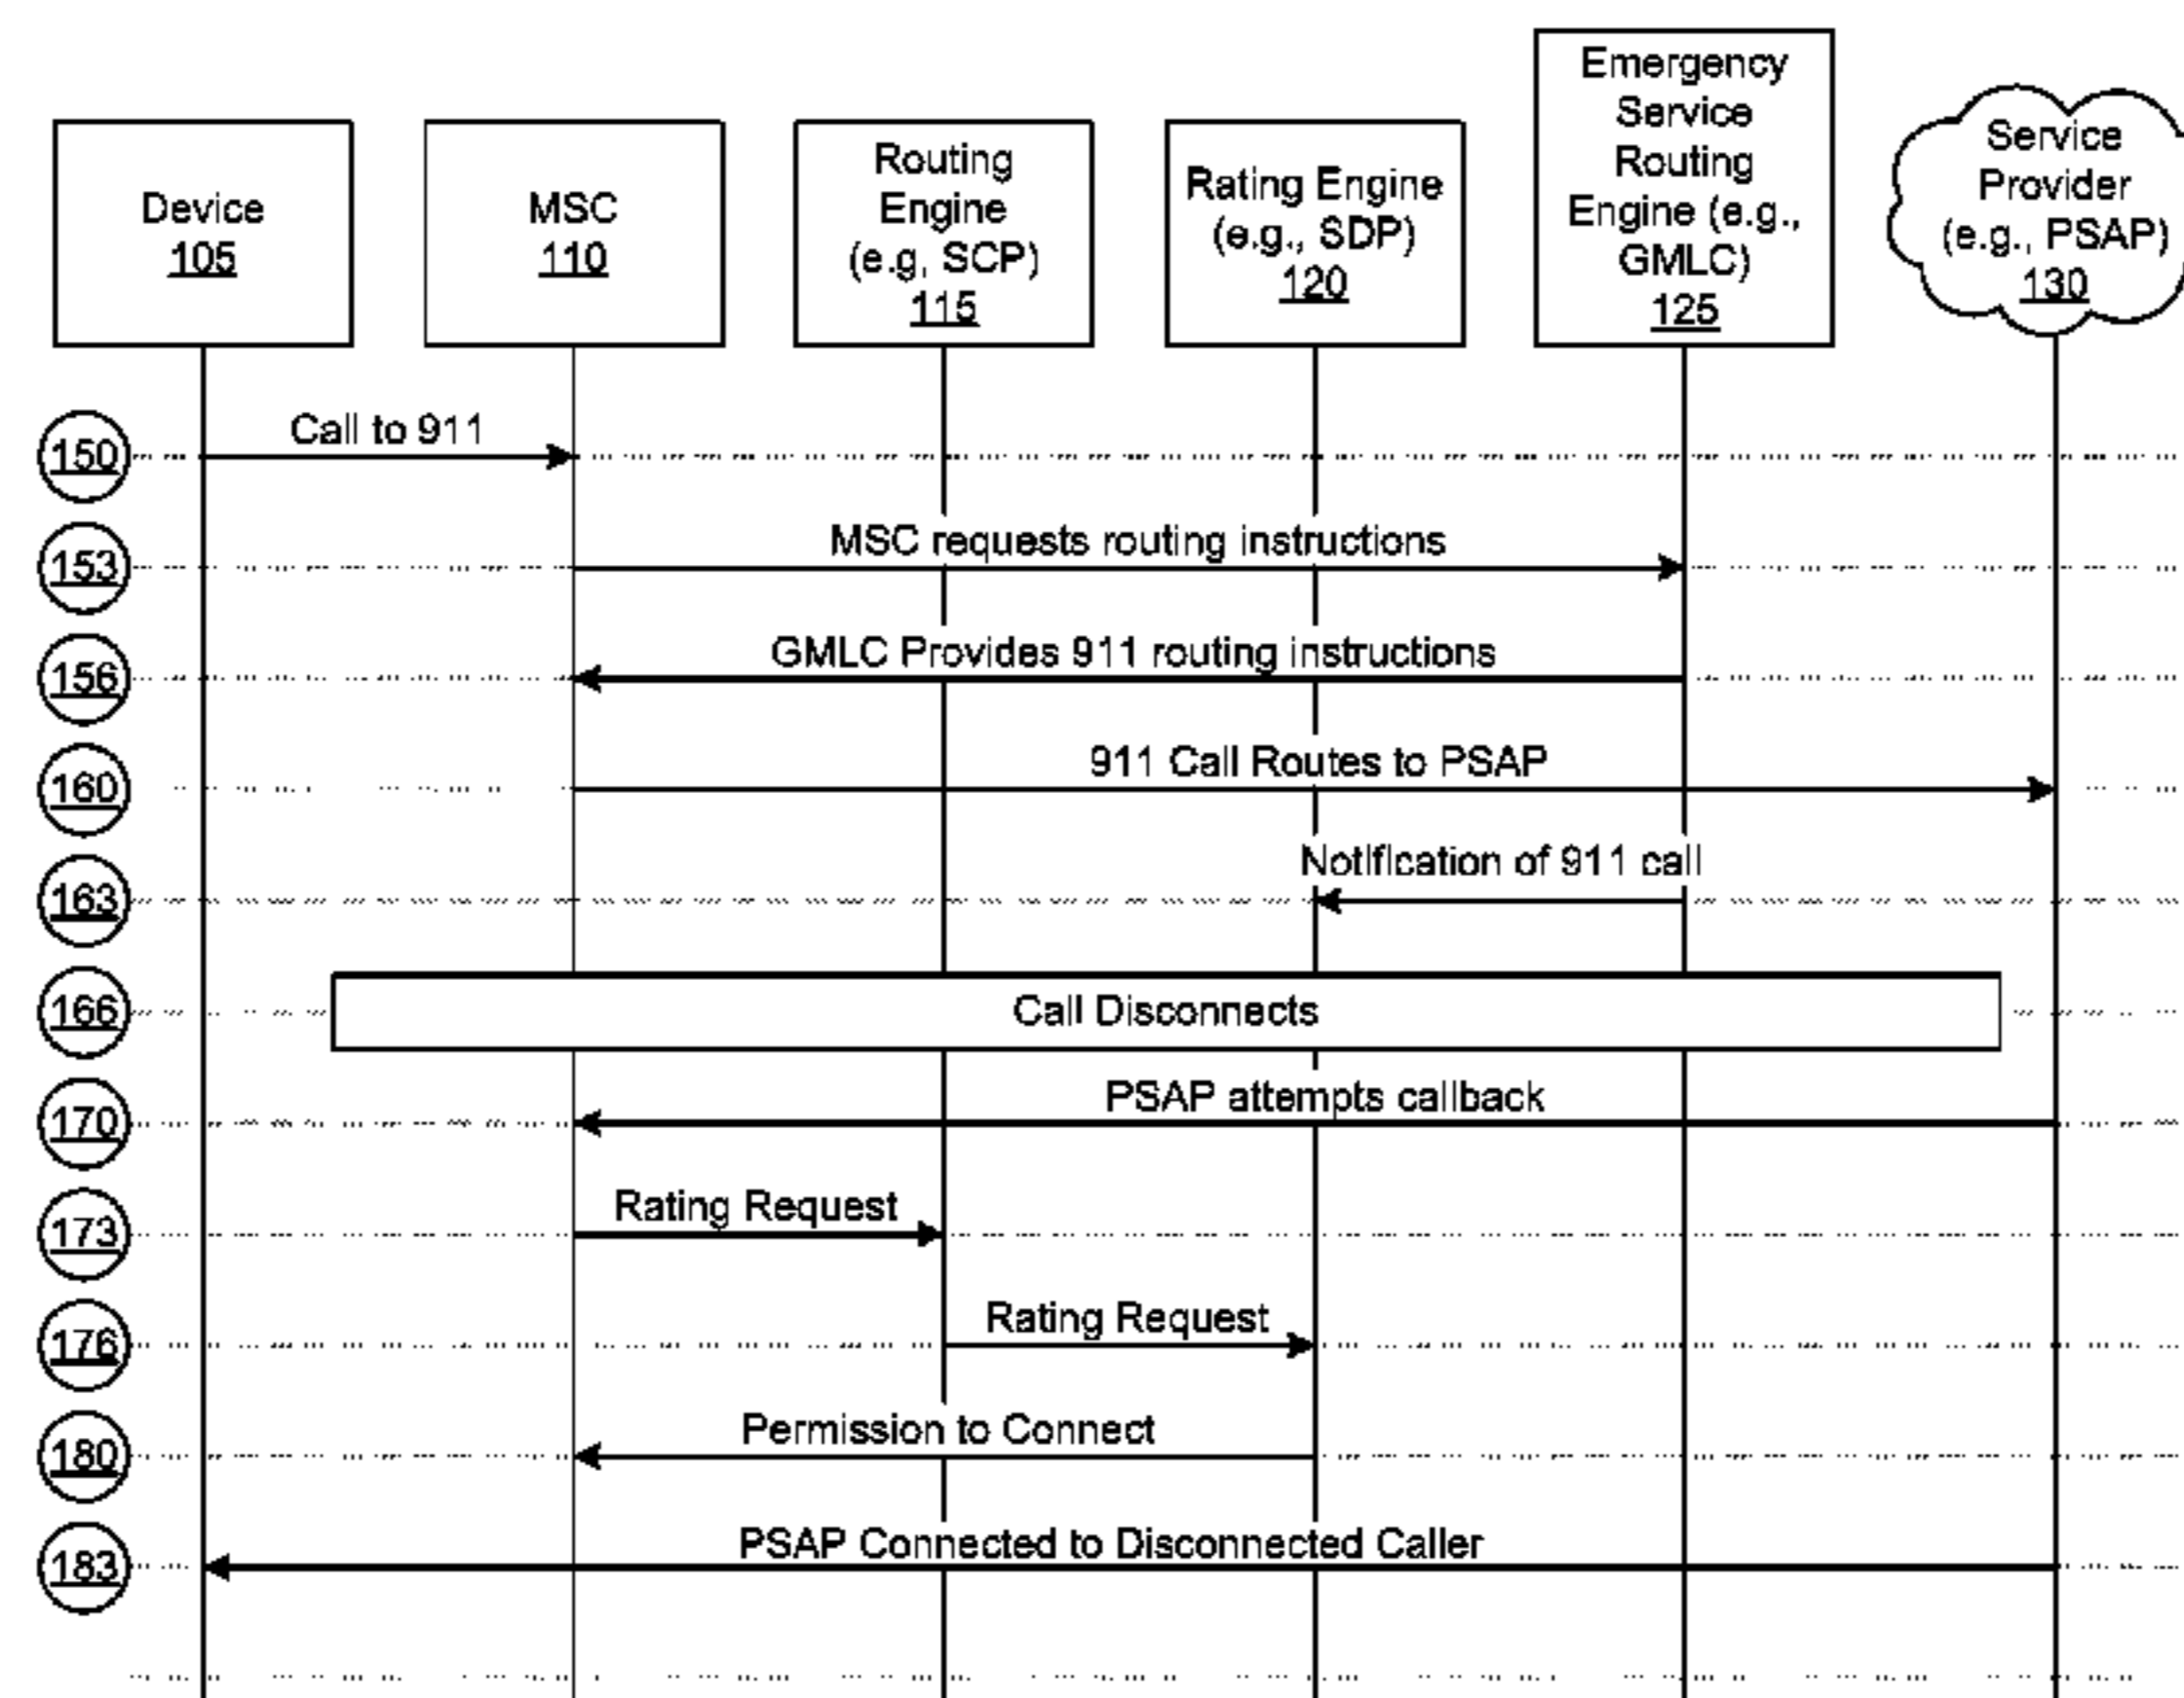 Device
105
MSC
110
Routing
Engine
(e.g, SCP)
115
Rating Engine
(e.g., SDP)
120
Emergency
Service
Routing
Engine (e.g.,
GMLC)
125
Service
Provider
(e.g., PSAP)
130
150
Call to 911
153
MSC requests routing instructions
156
GMLC Provides 911 routing instructions
160
911 Call Routes to PSAP
163
Notification of 911 call
166
Call Disconnects
170
PSAP attempts callback
173
Rating Request
176
Rating Request
180
Permission to Connect
183
PSAP Connected to Disconnected Caller